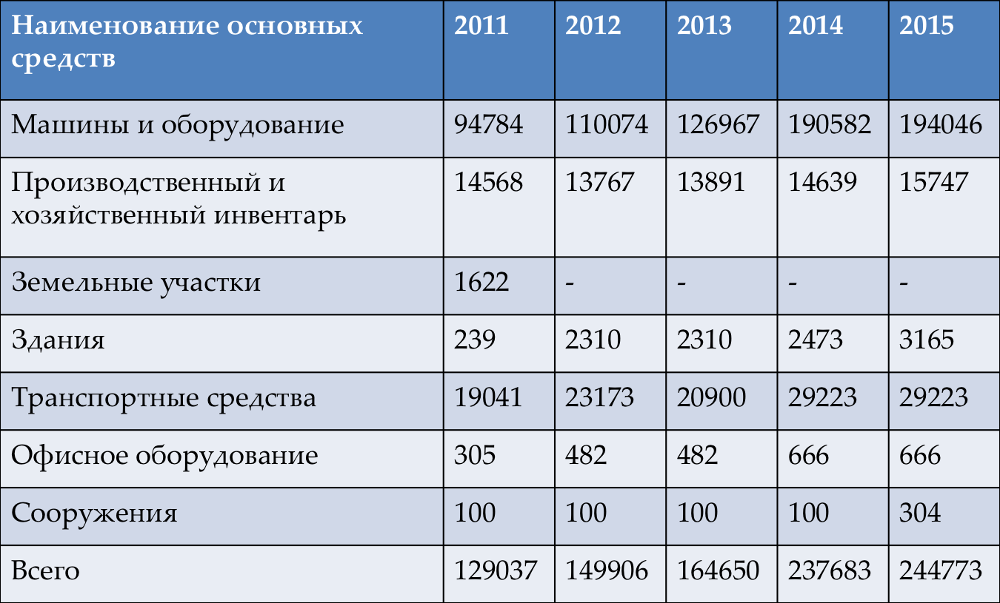 Наименование основных 2011 2012 2013 2014 2015
средств
Машины и оборудование 94784 110074 126967 190582 194046
Производственный и 14568 13767 13891 14639 15747
хозяйственный инвентарь
Земельные участки 1622 - - - -
Здания 239 2310 2310 2473 3165
Транспортные средства 19041 23173 20900 29223 29223
Офисное оборудование 305 482 482 666 666
Сооружения 100 100 100 100 304
Всего 129037 149906 164650 237683 244773